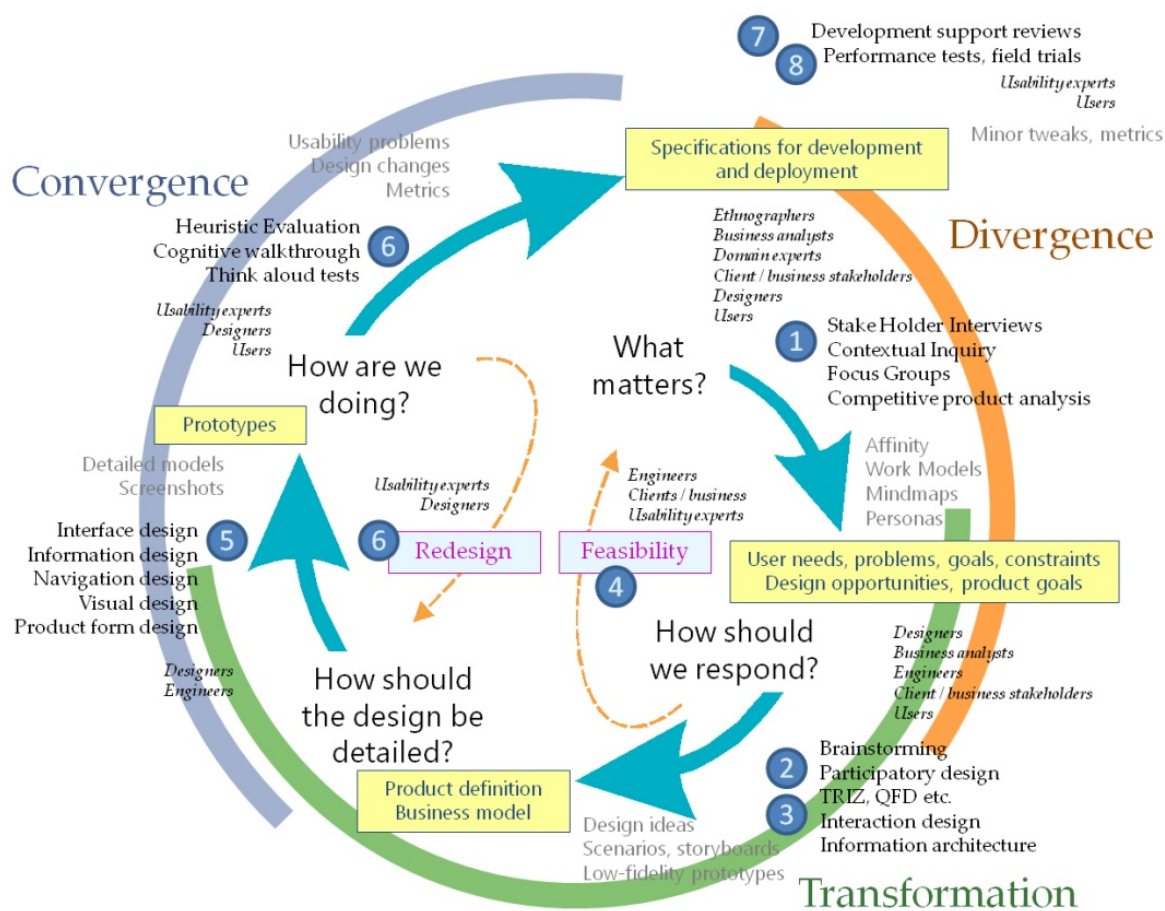 7
Development support reviews
8
Performance tests, field trials
Usability experts
Users
Minor tweaks, metrics
Specifications for development
and deployment
Usability problems
Design changes
Metrics
Convergence
Heuristic Evaluation
Cognitive walkthrough
Think aloud tests
6
Usability experts
Designers
Users
How are we
doing?
Divergence
Ethnographers
Business analysts
Domain experts
Client / business stakeholders
Designers
Users
What
matters?
1
Stake Holder Interviews
Contextual Inquiry
Focus Groups
Competitive product analysis
Affinity
Work Models
Mindmaps
Personas
Prototypes
Detailed models
Screenshots
Interface design
Information design
Navigation design
Visual design
Product form design
5
Designers
Engineers
Usability experts
Designers
6
Redesign
Engineers
Clients / business
Usability experts
Feasibility
4
User needs, problems, goals, constraints
Design opportunities, product goals
How should
we respond?
Designers
Business analysts
Engineers
Client / business stakeholders
Users
How should
the design be
detailed?
Product definition
Business model
2
3
Brainstorming
Participatory design
TRIZ, QFD etc.
Interaction design
Information architecture
Design ideas
Scenarios, storyboards
Low-fidelity prototypes
Transformation